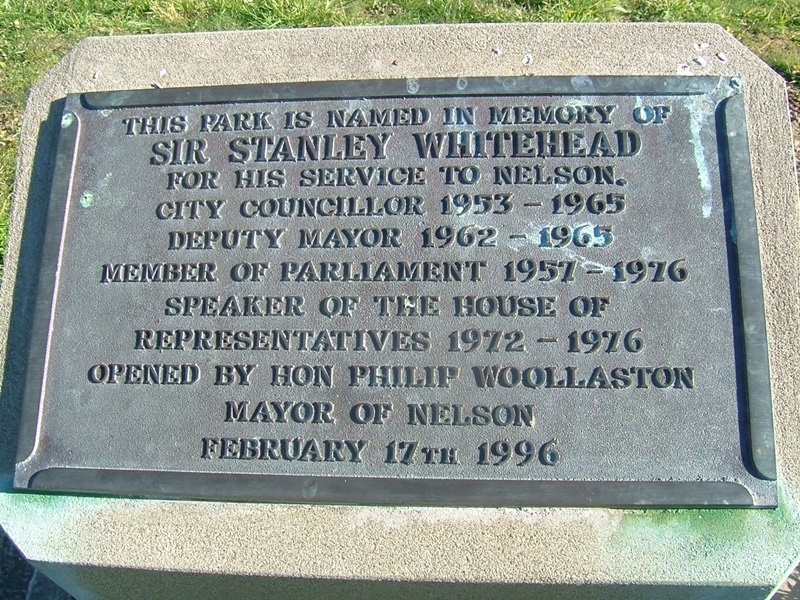 THIS PARK IS NAMED IN MEMORY OF
SIR STANLEY WHITEHEAD
FOR HIS SERVICE TO NELSON.
CITY COUNCILLOR 1953 - 1965
DEPUTY MAYOR 1962 - 1965
MEMBER OF PARLIAMENT 1957 - 1976
SPEAKER OF THE HOUSE OF
REPRESENTATIVES 1972 - 1976
OPENED BY HON PHILIP WOOLLASTON
MAYOR OF NELSON
FEBRUARY 17TH 1996